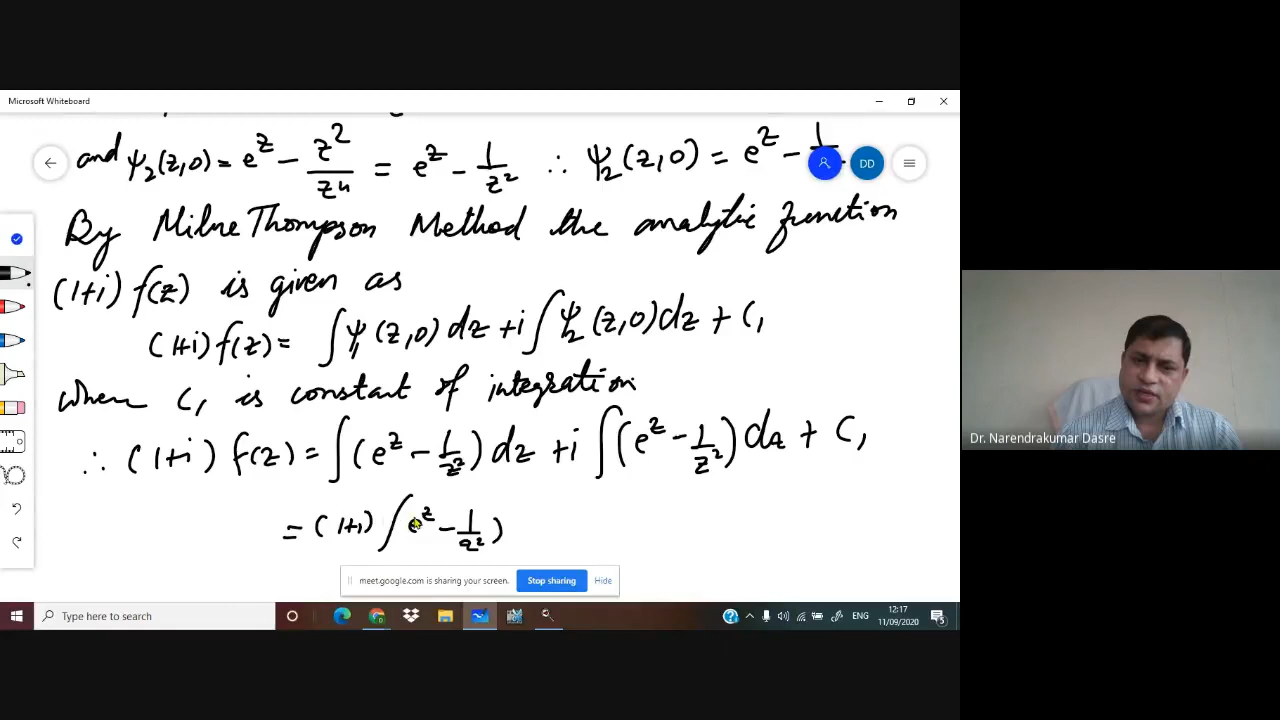 Microsoft Whiteboard
and ψ₂(z,0) = e^z − z²/z⁴ = e^z − 1/z² ∴ ψ₂(z,0) = e^z − 1/
DD
By Milne Thompson Method the analytic function
(1+i) f(z) is given as
(1+i) f(z) = ∫ψ₁(z,0) dz + i∫ψ₂(z,0) dz + C₁
where C₁ is constant of integration
∴ (1+i) f(z) = ∫(e^z − 1/z²) dz + i∫(e^z − 1/z²) dz + C₁
Dr. Narendrakumar Dasre
= (1+i) ∫e^z − 1/z²)
meet.google.com is sharing your screen. Stop sharing Hide
Type here to search
ENG
12:17
11/09/2020
5